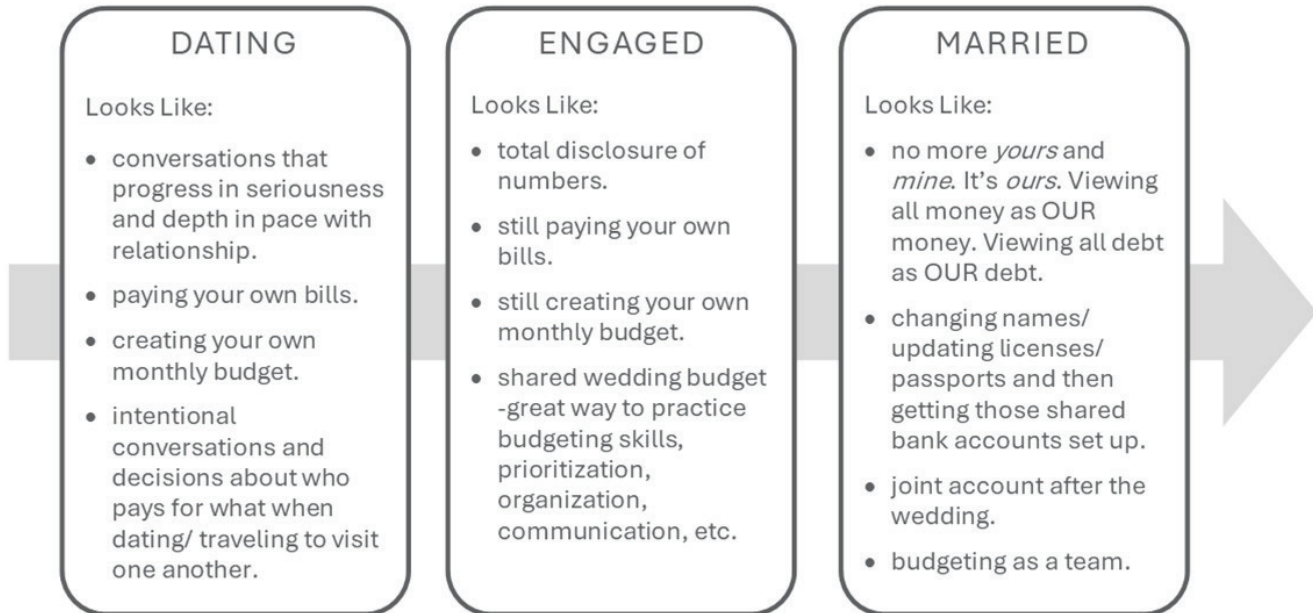 DATING
Looks Like:
• conversations that
progress in seriousness
and depth in pace with
relationship.
• paying your own bills.
• creating your own
monthly budget.
• intentional
conversations and
decisions about who
pays for what when
dating/ traveling to visit
one another.
ENGAGED
Looks Like:
• total disclosure of
numbers.
• still paying your own
bills.
• still creating your own
monthly budget.
• shared wedding budget
-great way to practice
budgeting skills,
prioritization,
organization,
communication, etc.
MARRIED
Looks Like:
• no more yours and
mine. It’s ours. Viewing
all money as OUR
money. Viewing all debt
as OUR debt.
• changing names/
updating licenses/
passports and then
getting those shared
bank accounts set up.
• joint account after the
wedding.
• budgeting as a team.